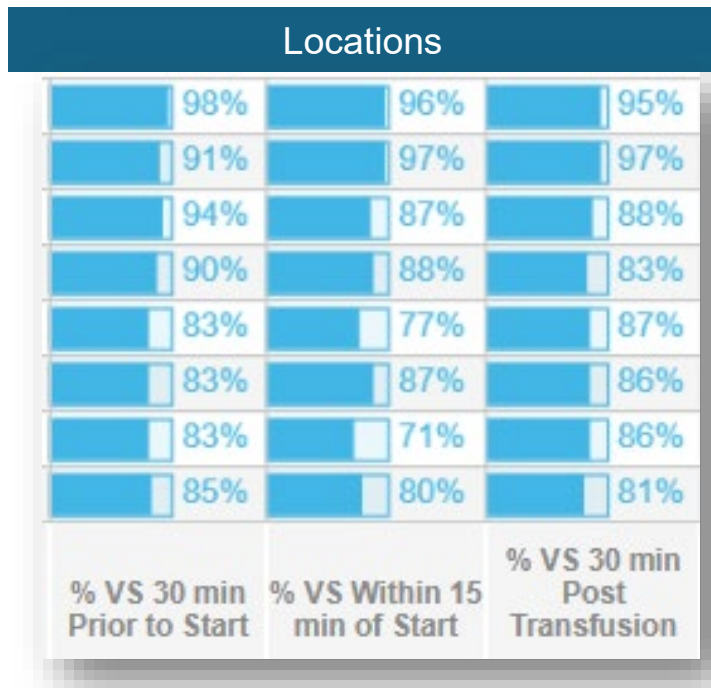 Locations
98% 96% 95%
91% 97% 97%
94% 87% 88%
90% 88% 83%
83% 77% 87%
83% 87% 86%
83% 71% 86%
85% 80% 81%
% VS 30 min
Prior to Start
% VS Within 15
min of Start
% VS 30 min
Post
Transfusion